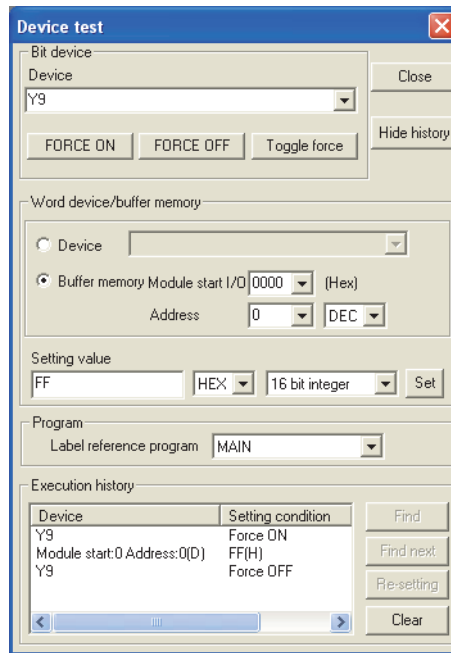 Device test
Bit device
Device
Close
Y9
Hide history
FORCE ON FORCE OFF Toggle force
Word device/buffer memory
Device
Buffer memory Module start I/O 0000 (Hex)
Address 0 DEC
Setting value
FF HEX 16 bit integer Set
Program
Label reference program MAIN
Execution history
Device Setting condition
Y9 Force ON
Module start:0 Address:0(D) FF(H)
Y9 Force OFF
Find
Find next
Re-setting
Clear